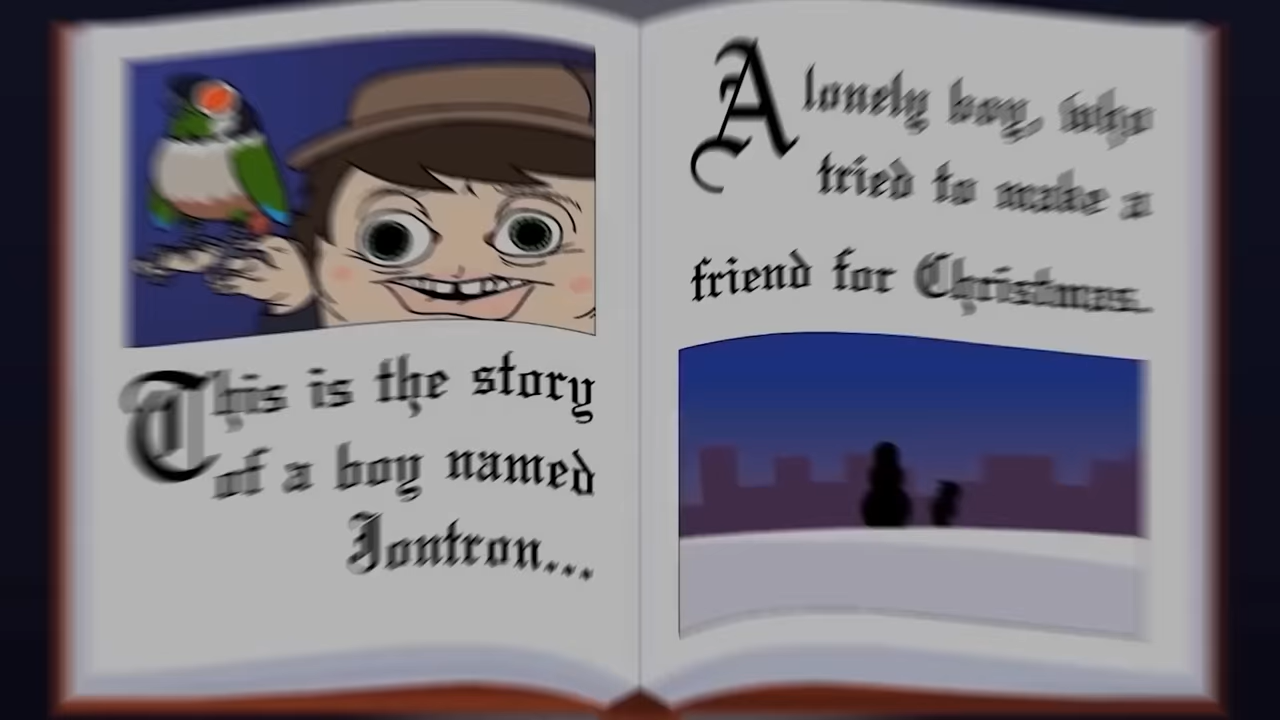 This is the story
of a boy named
Jontron...
A lonely boy, who
tried to make a
friend for Christmas.